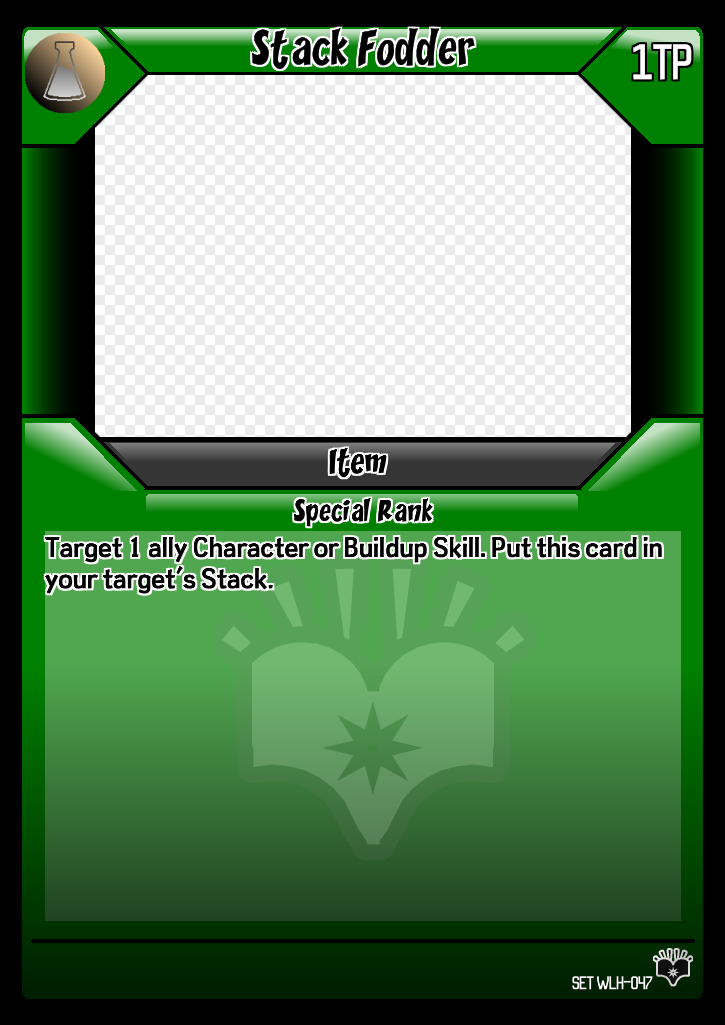 Stack Fodder
1TP
Item
Special Rank
Target 1 ally Character or Buildup Skill. Put this card in
your target's Stack.
SET WLH-047